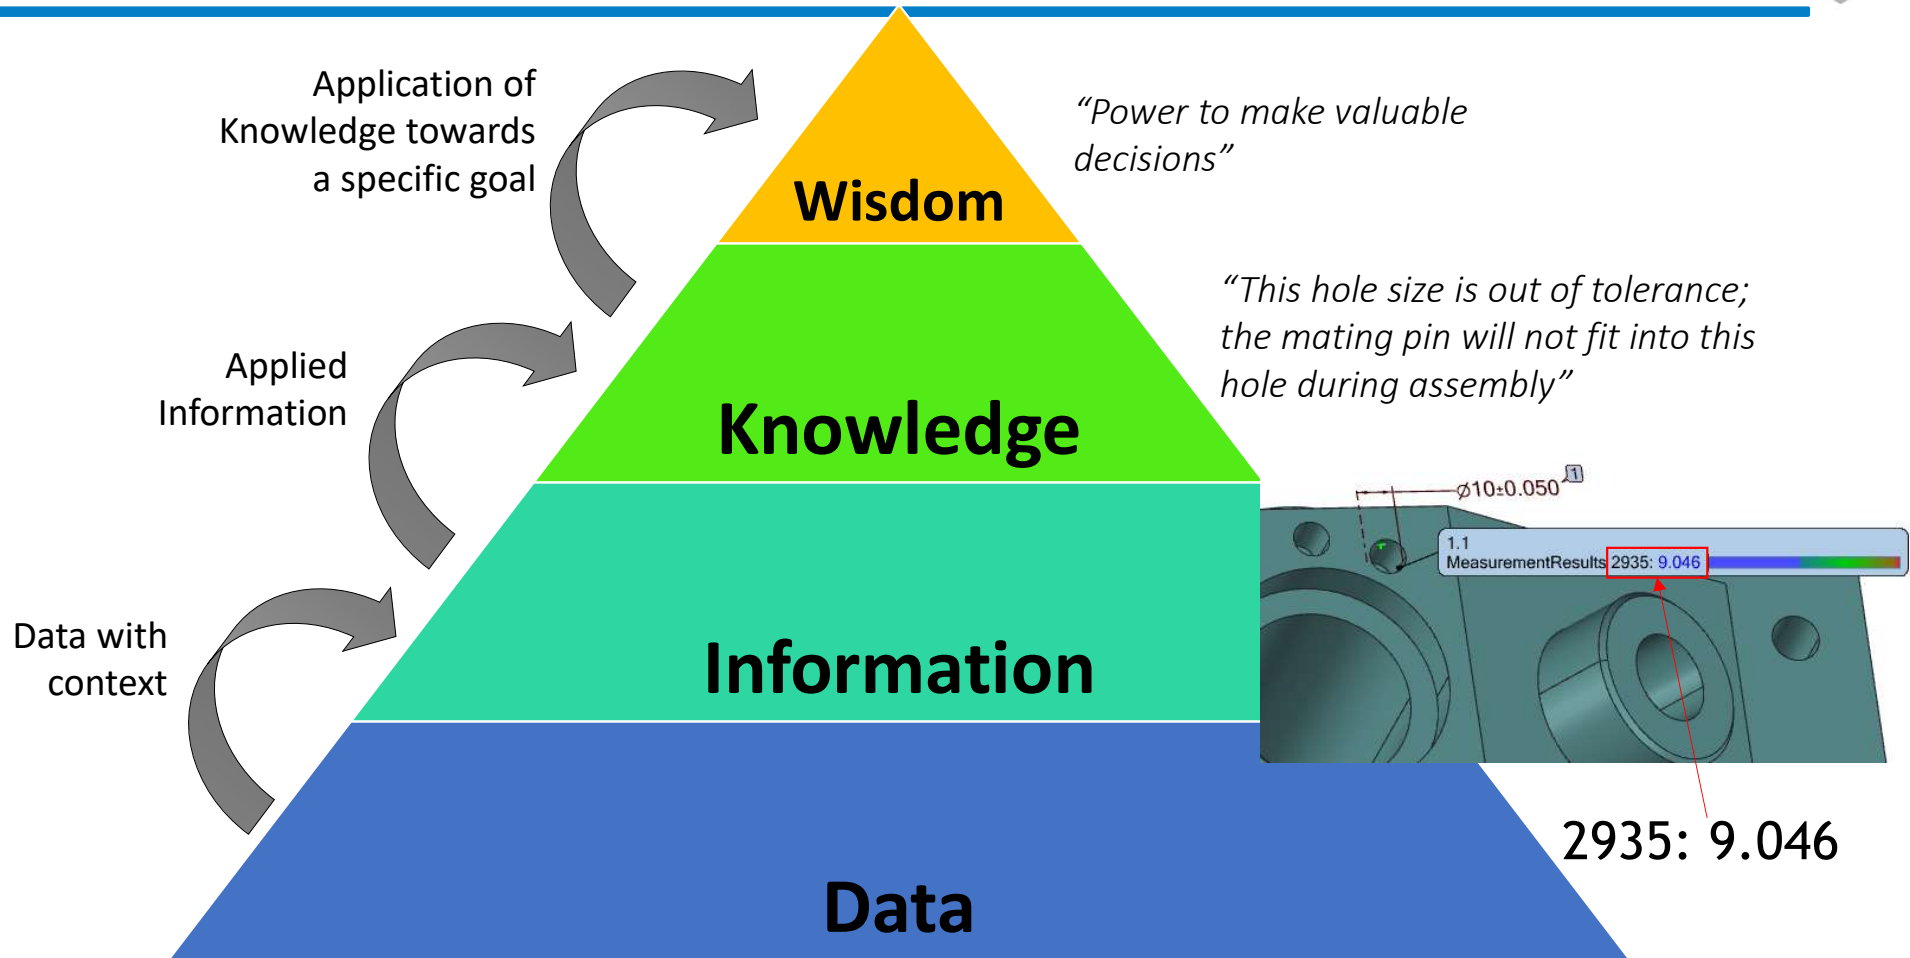 Application of
Knowledge towards
a specific goal
“Power to make valuable
decisions”
Wisdom
“This hole size is out of tolerance;
the mating pin will not fit into this
hole during assembly”
Applied
Information
Knowledge
⌀10±0.050
1
1.1
MeasurementResults 2935: 9.046
Data with
context
Information
2935: 9.046
Data